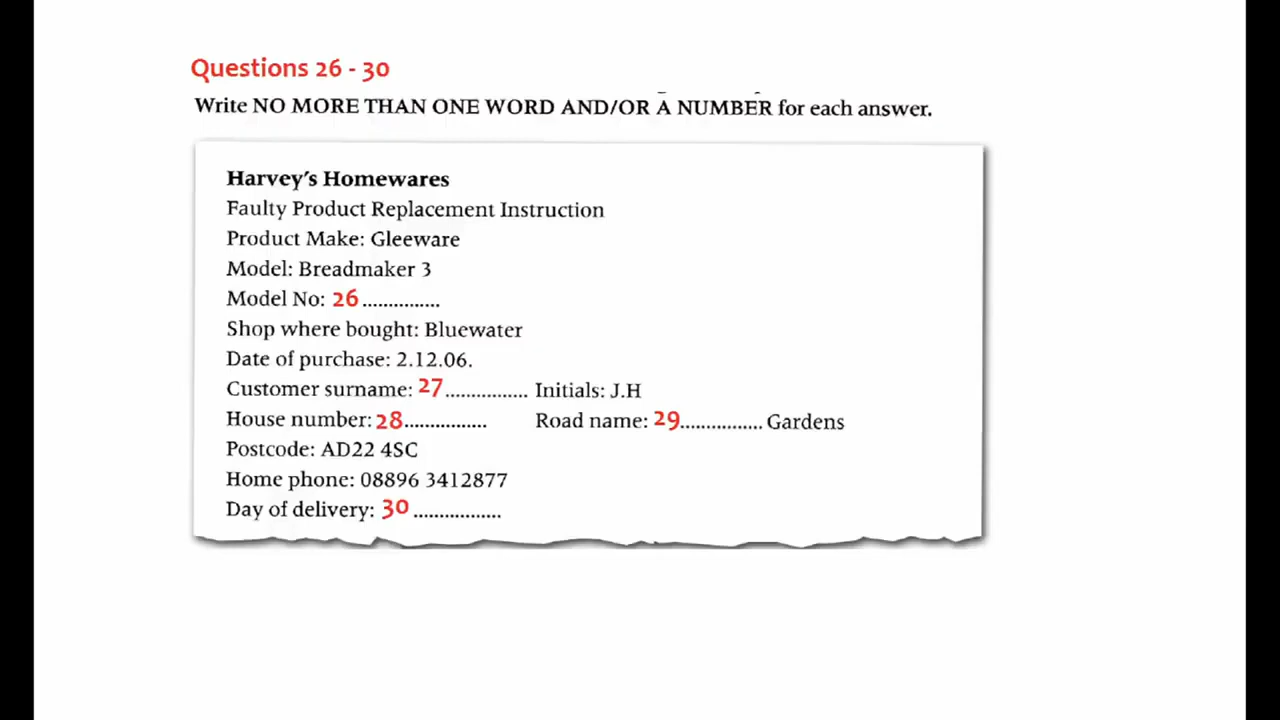 Questions 26 - 30
Write NO MORE THAN ONE WORD AND/OR A NUMBER for each answer.
Harvey's Homewares
Faulty Product Replacement Instruction
Product Make: Gleeware
Model: Breadmaker 3
Model No: 26 ...............
Shop where bought: Bluewater
Date of purchase: 2.12.06.
Customer surname: 27 ................ Initials: J.H
House number: 28 ................ Road name: 29 ................ Gardens
Postcode: AD22 4SC
Home phone: 08896 3412877
Day of delivery: 30 .................